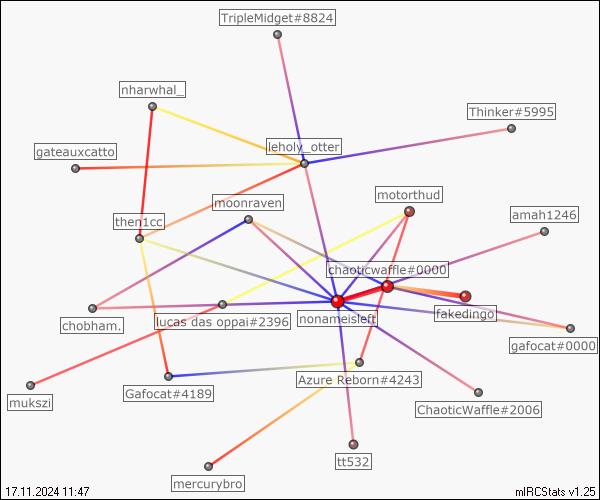 TripleMidget#8824
nharwhal_
Thinker#5995
leholy_otter
gateauxcatto
motorthud
moonraven
amah1246
then1cc
chaoticwaffle#0000
nonameisleft
fakedingo
lucas das oppai#2396
chobham.
gafocat#0000
Azure Reborn#4243
Gafocat#4189
mukszi
ChaoticWaffle#2006
tt532
mercurybro
17.11.2024 11:47
mIRCStats v1.25